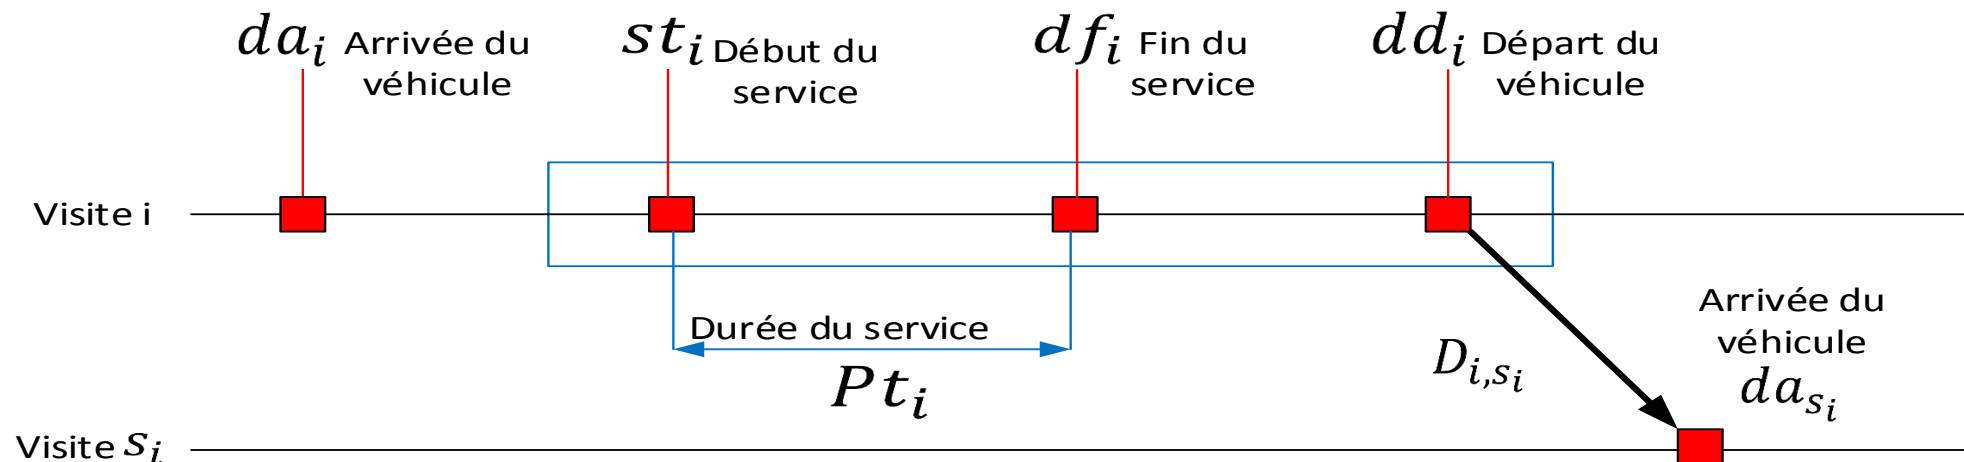 da_i Arrivée du
véhicule
st_i Début du
service
df_i Fin du
service
dd_i Départ du
véhicule
Visite i
Durée du service
Pt_i
D_{i,s_i}
Arrivée du
véhicule
da_{s_i}
Visite s_i